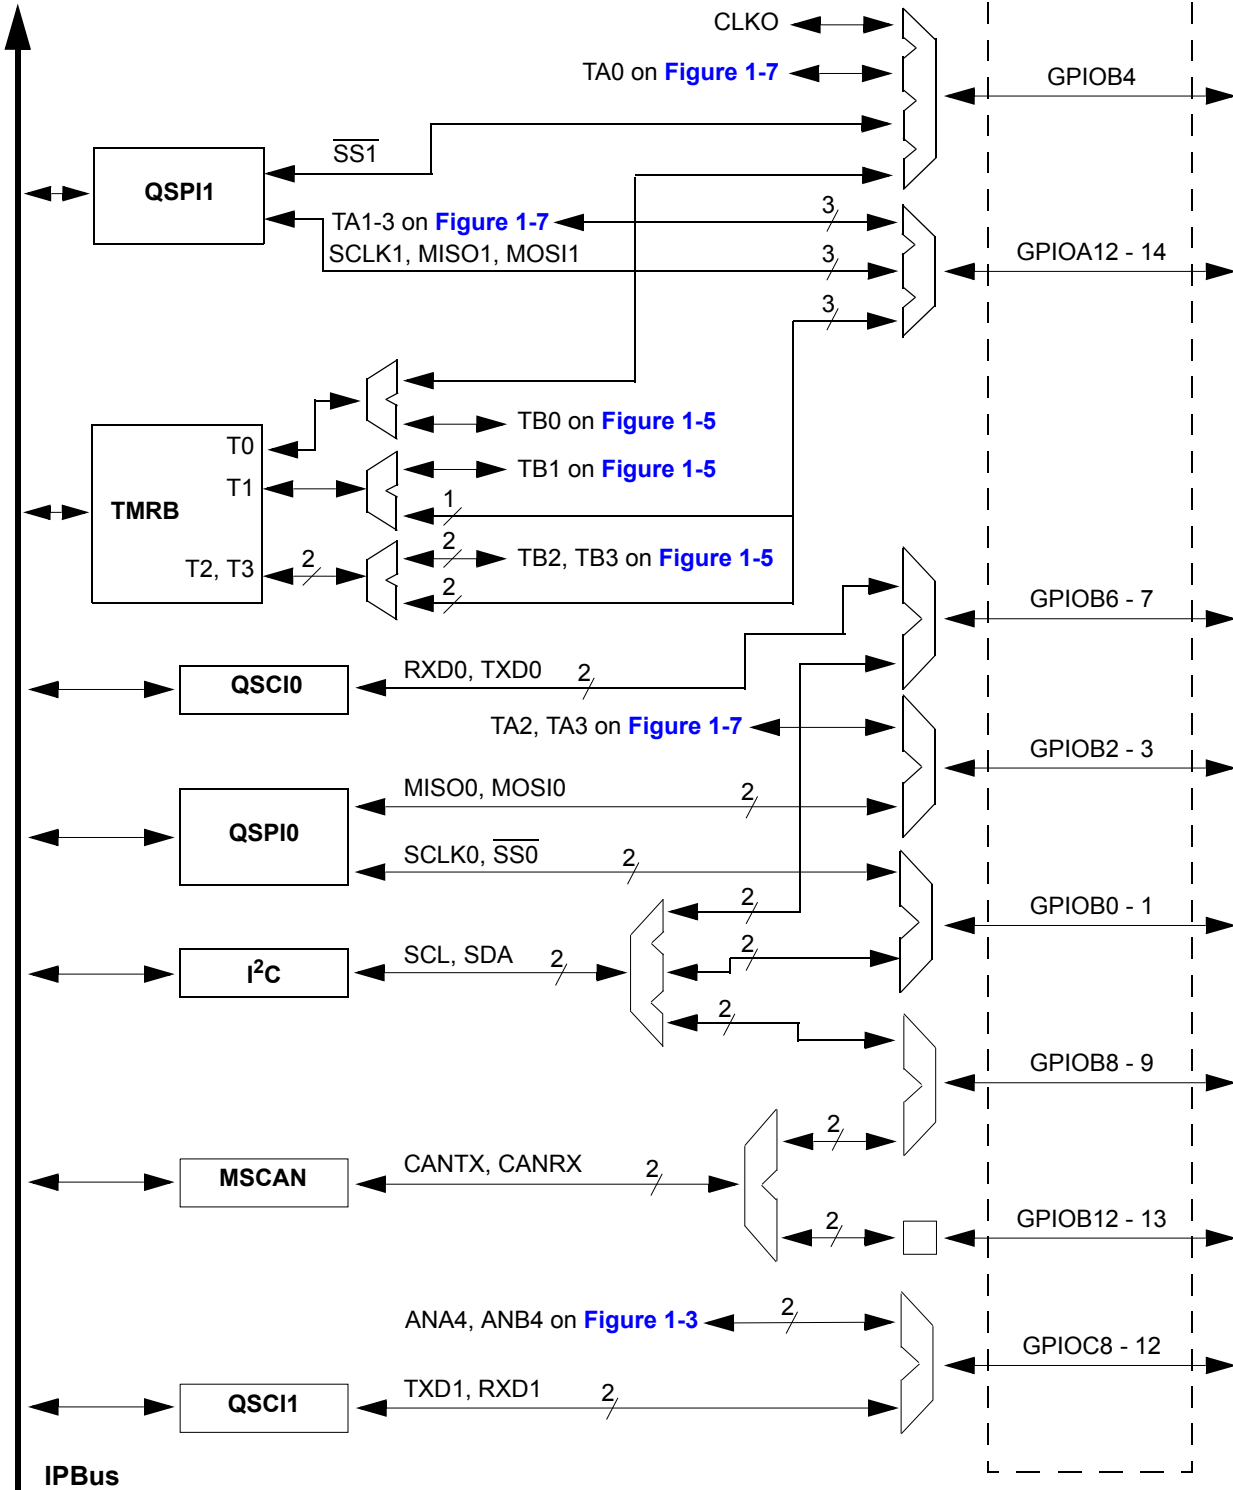 CLKO
TA0 on Figure 1-7
GPIOB4
SS1
QSPI1
TA1-3 on Figure 1-7
3
SCLK1, MISO1, MOSI1
3
GPIOA12 - 14
3
TB0 on Figure 1-5
T0
TB1 on Figure 1-5
T1
TMRB
1
2
TB2, TB3 on Figure 1-5
T2, T3
2
2
GPIOB6 - 7
RXD0, TXD0
2
QSCI0
TA2, TA3 on Figure 1-7
GPIOB2 - 3
MISO0, MOSI0
2
QSPI0
SCLK0, SS0
2
2
GPIOB0 - 1
SCL, SDA
2
2
I2C
2
GPIOB8 - 9
2
CANTX, CANRX
2
MSCAN
2
GPIOB12 - 13
ANA4, ANB4 on Figure 1-3
2
GPIOC8 - 12
TXD1, RXD1
2
QSCI1
IPBus